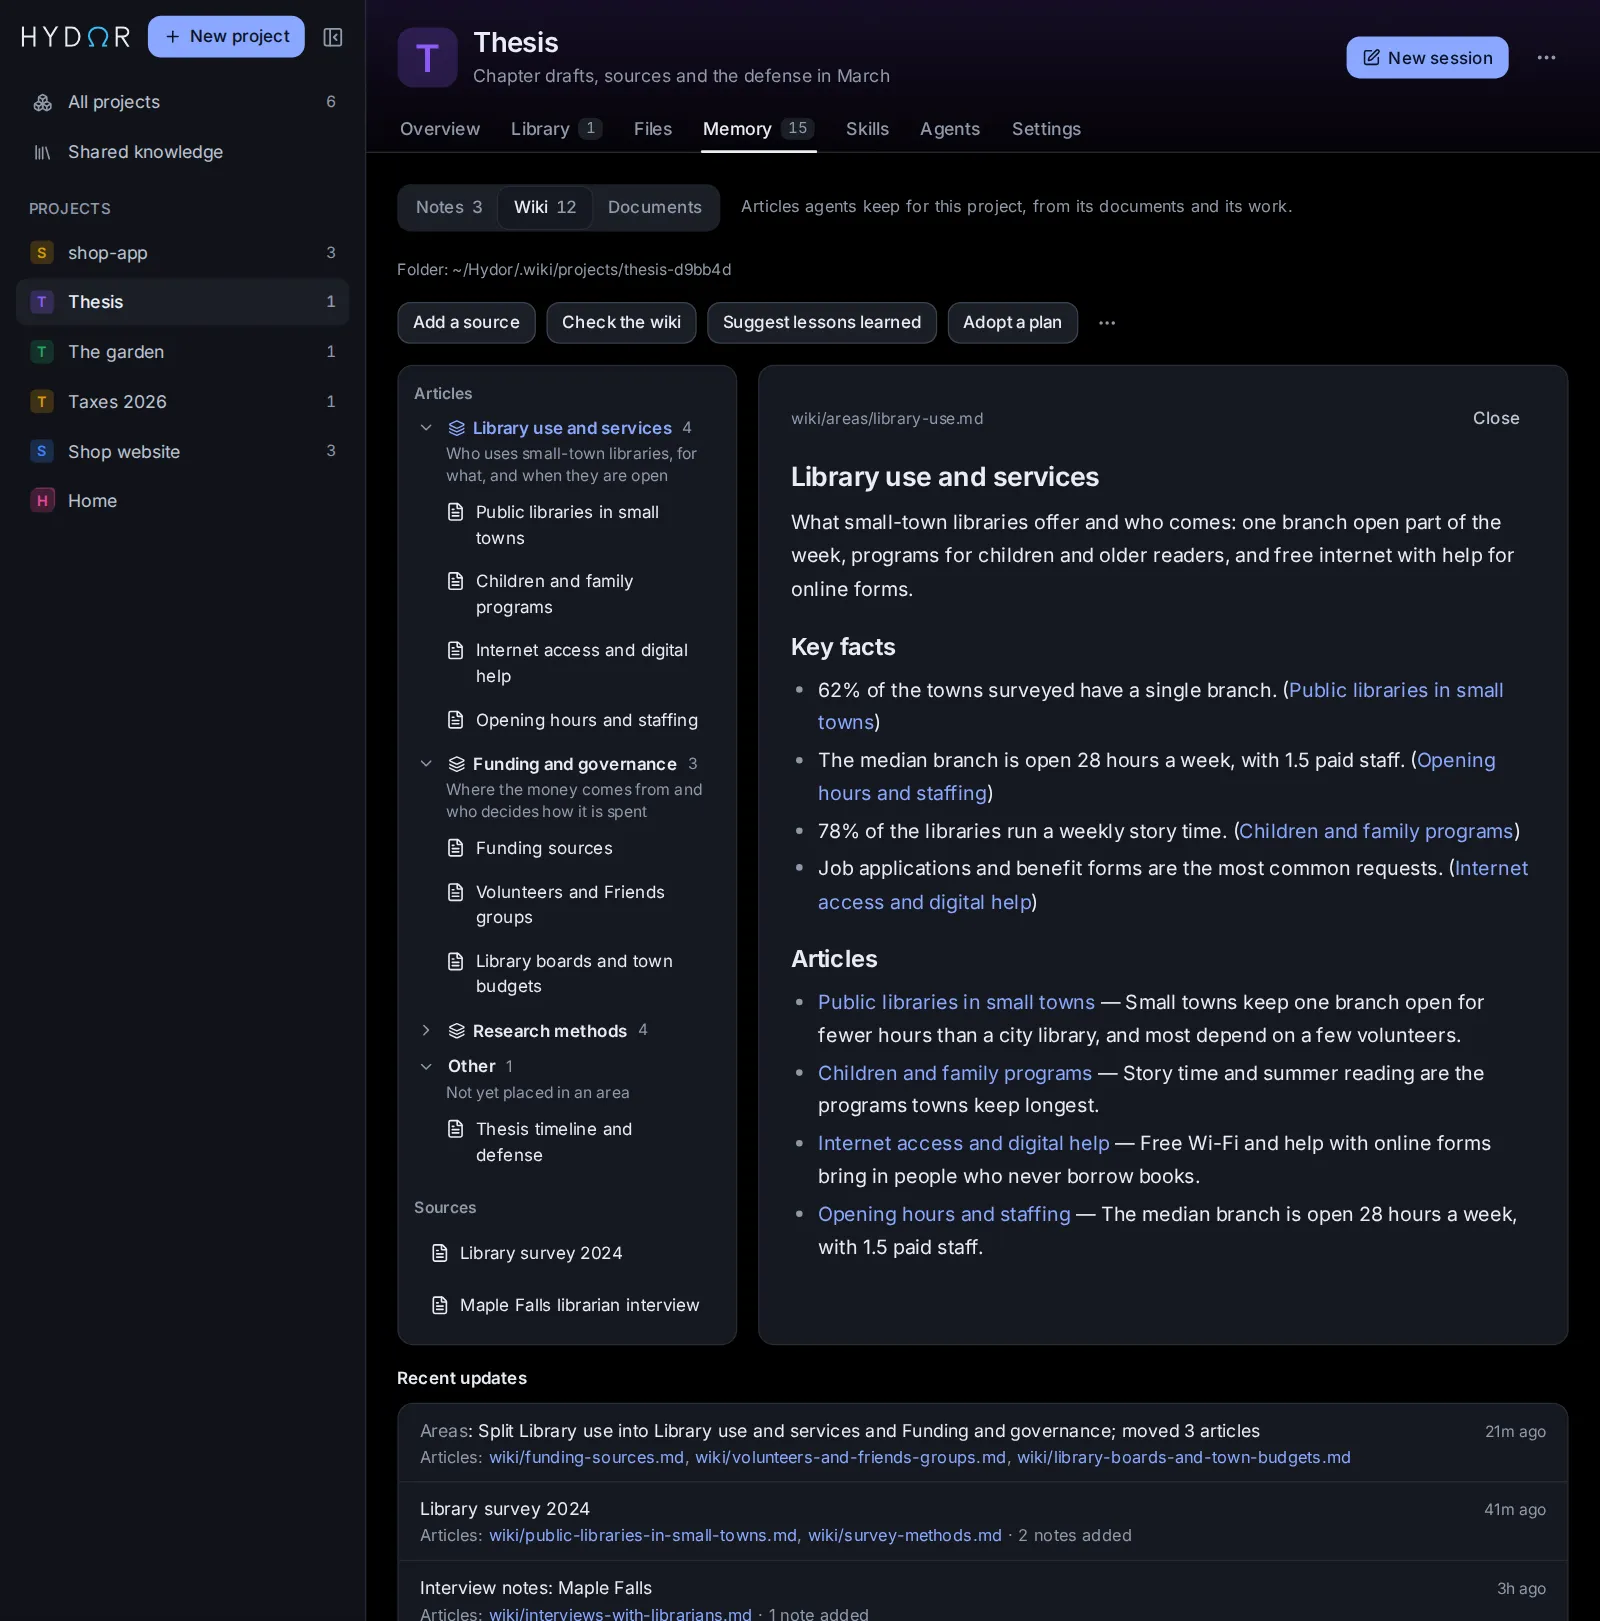 HYDΩR
New project
All projects 6
Shared knowledge
PROJECTS
S shop-app 3
T Thesis 1
T The garden 1
T Taxes 2026 1
S Shop website 3
H Home
T
Thesis
Chapter drafts, sources and the defense in March
New session
Overview Library 1 Files Memory 15 Skills Agents Settings
Notes 3 Wiki 12 Documents
Articles agents keep for this project, from its documents and its work.
Folder: ~/Hydor/.wiki/projects/thesis-d9bb4d
Add a source Check the wiki Suggest lessons learned Adopt a plan
Articles
Library use and services 4
Who uses small-town libraries, for
what, and when they are open
Public libraries in small
towns
Children and family
programs
Internet access and digital
help
Opening hours and staffing
Funding and governance 3
Where the money comes from and
who decides how it is spent
Funding sources
Volunteers and Friends
groups
Library boards and town
budgets
Research methods 4
Other 1
Not yet placed in an area
Thesis timeline and
defense
Sources
Library survey 2024
Maple Falls librarian interview
wiki/areas/library-use.md
Close
Library use and services
What small-town libraries offer and who comes: one branch open part of the
week, programs for children and older readers, and free internet with help for
online forms.
Key facts
• 62% of the towns surveyed have a single branch. (Public libraries in small
towns)
• The median branch is open 28 hours a week, with 1.5 paid staff. (Opening
hours and staffing)
• 78% of the libraries run a weekly story time. (Children and family programs)
• Job applications and benefit forms are the most common requests. (Internet
access and digital help)
Articles
• Public libraries in small towns — Small towns keep one branch open for
fewer hours than a city library, and most depend on a few volunteers.
• Children and family programs — Story time and summer reading are the
programs towns keep longest.
• Internet access and digital help — Free Wi-Fi and help with online forms
bring in people who never borrow books.
• Opening hours and staffing — The median branch is open 28 hours a week,
with 1.5 paid staff.
Recent updates
Areas: Split Library use into Library use and services and Funding and governance; moved 3 articles 21m ago
Articles: wiki/funding-sources.md, wiki/volunteers-and-friends-groups.md, wiki/library-boards-and-town-budgets.md
Library survey 2024 41m ago
Articles: wiki/public-libraries-in-small-towns.md, wiki/survey-methods.md · 2 notes added
Interview notes: Maple Falls 3h ago
Articles: wiki/interviews-with-librarians.md · 1 note added